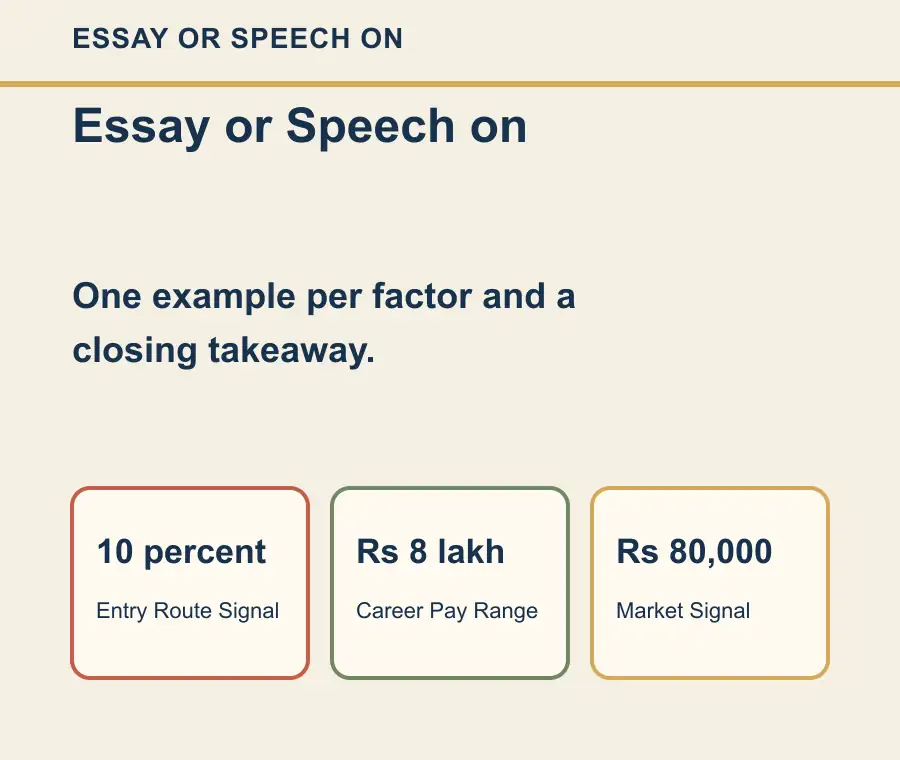 ESSAY OR SPEECH ON
Essay or Speech on
One example per factor and a
closing takeaway.
10 percent
Entry Route Signal
Rs 8 lakh
Career Pay Range
Rs 80,000
Market Signal